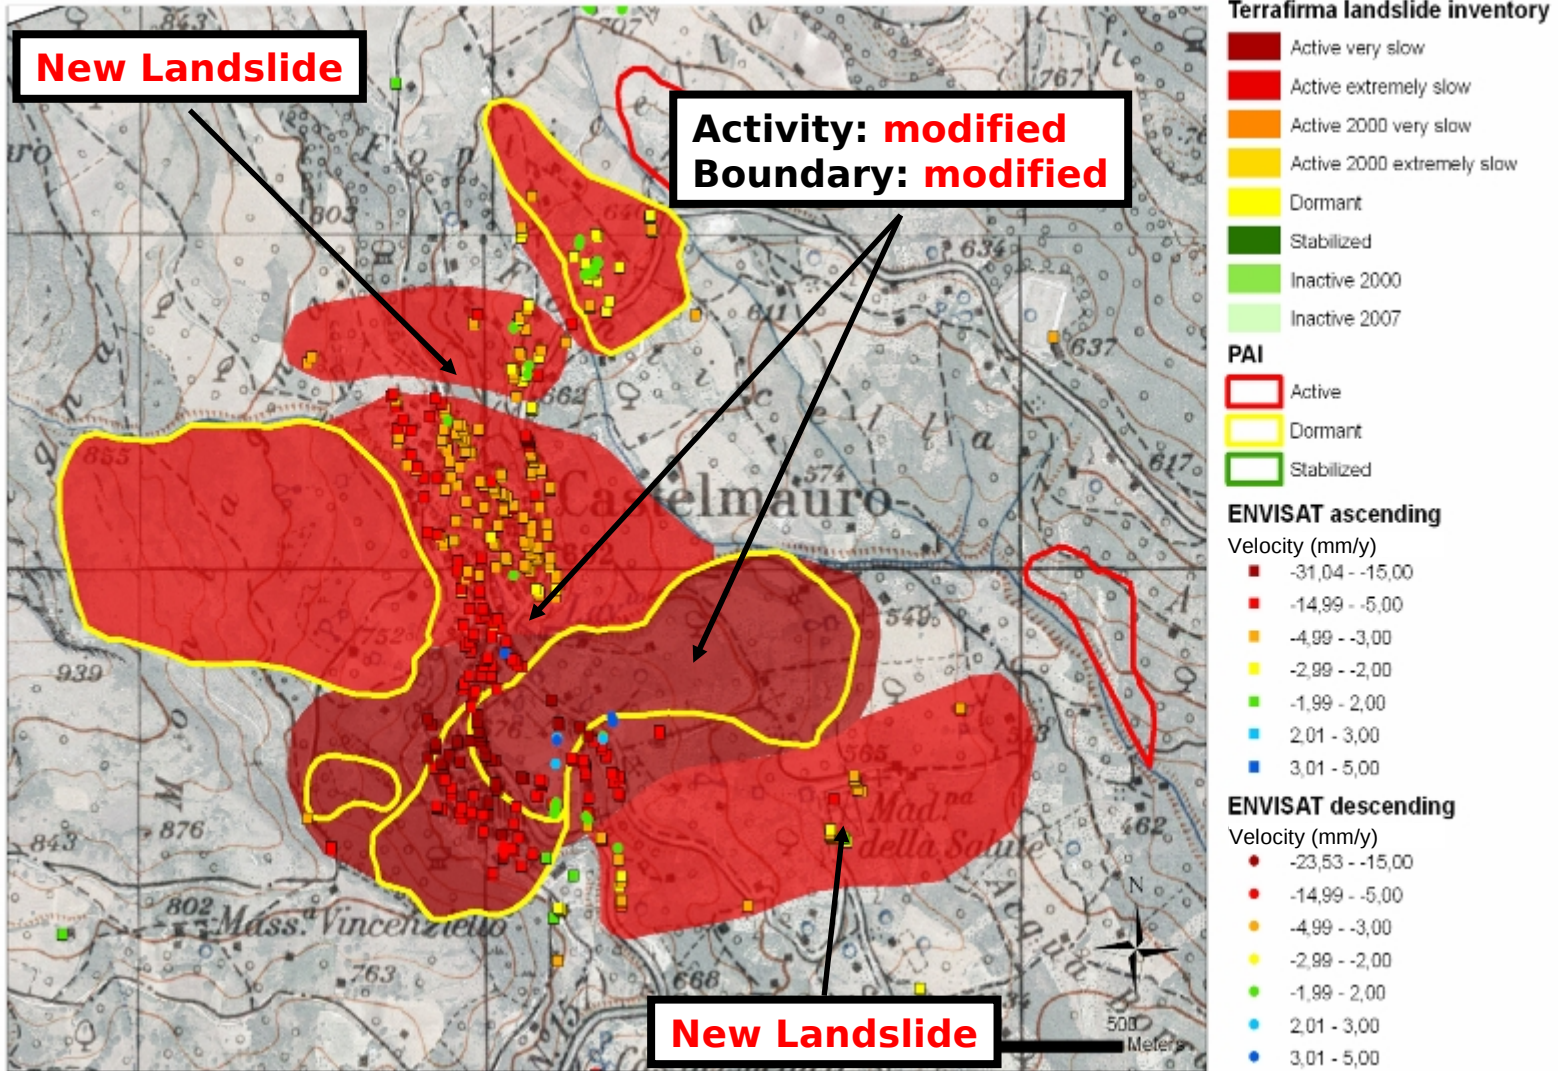 New Landslide
Activity: modified
Boundary: modified
New Landslide
843
707
767
803
640
634
611
637
662
617
574
Castelmauro
855
752
549
939
565
513
Mad.na
della Salute
462
876
843
802
Mass.a Vincenziello
763
668
N
500
Meters
Terrafirma landslide inventory
Active very slow
Active extremely slow
Active 2000 very slow
Active 2000 extremely slow
Dormant
Stabilized
Inactive 2000
Inactive 2007
PAI
Active
Dormant
Stabilized
ENVISAT ascending
Velocity (mm/y)
-31,04 - -15,00
-14,99 - -5,00
-4,99 - -3,00
-2,99 - -2,00
-1,99 - 2,00
2,01 - 3,00
3,01 - 5,00
ENVISAT descending
Velocity (mm/y)
-23,53 - -15,00
-14,99 - -5,00
-4,99 - -3,00
-2,99 - -2,00
-1,99 - 2,00
2,01 - 3,00
3,01 - 5,00